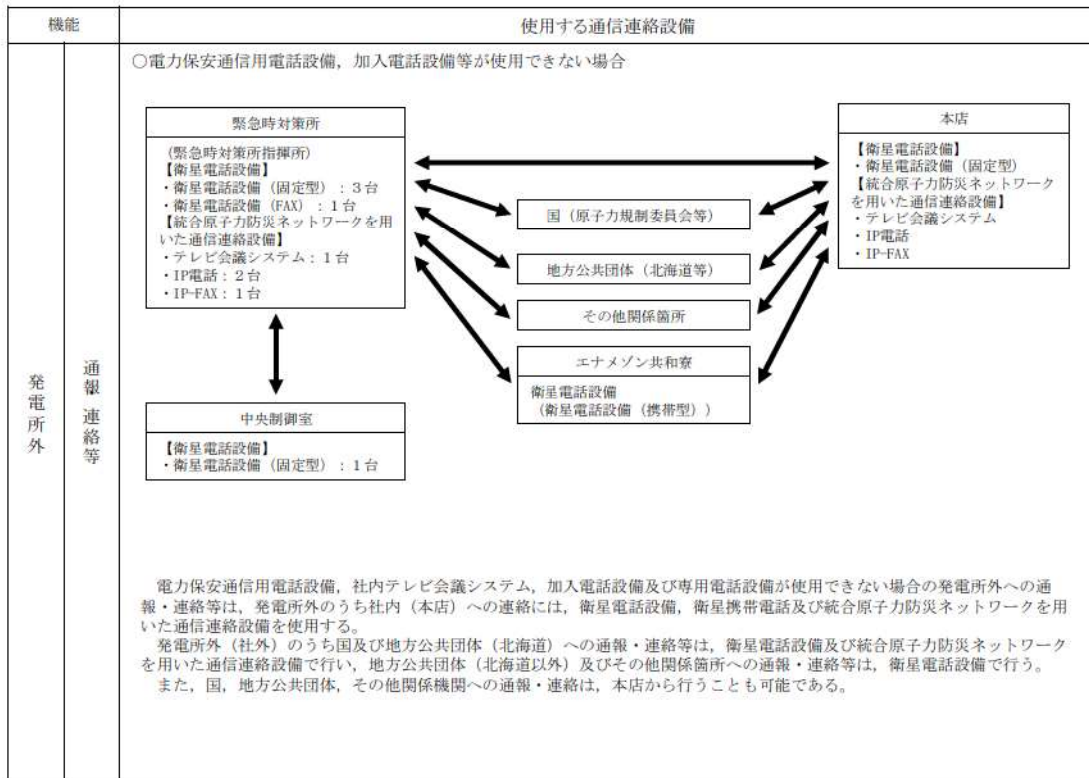 機能
使用する通信連絡設備
発電所外
通報・連絡等
○電力保安通信用電話設備，加入電話設備等が使用できない場合
緊急時対策所
(緊急時対策所指揮所)
【衛星電話設備】
・衛星電話設備（固定型）：３台
・衛星電話設備（FAX）：１台
【統合原子力防災ネットワークを用
いた通信連絡設備】
・テレビ会議システム：１台
・IP電話：２台
・IP-FAX：１台
中央制御室
【衛星電話設備】
・衛星電話設備（固定型）：１台
国（原子力規制委員会等）
地方公共団体（北海道等）
その他関係箇所
エナメゾン共和寮
衛星電話設備
（衛星電話設備（携帯型））
本店
【衛星電話設備】
・衛星電話設備（固定型）
【統合原子力防災ネットワーク
を用いた通信連絡設備】
・テレビ会議システム
・IP電話
・IP-FAX
電力保安通信用電話設備，社内テレビ会議システム，加入電話設備及び専用電話設備が使用できない場合の発電所外への通
報・連絡等は，発電所外のうち社内（本店）への連絡には，衛星電話設備，衛星携帯電話及び統合原子力防災ネットワークを用
いた通信連絡設備を使用する。
発電所外（社外）のうち国及び地方公共団体（北海道）への通報・連絡等は，衛星電話設備及び統合原子力防災ネットワーク
を用いた通信連絡設備で行い，地方公共団体（北海道以外）及びその他関係箇所への通報・連絡等は，衛星電話設備で行う。
また，国，地方公共団体，その他関係機関への通報・連絡は，本店から行うことも可能である。